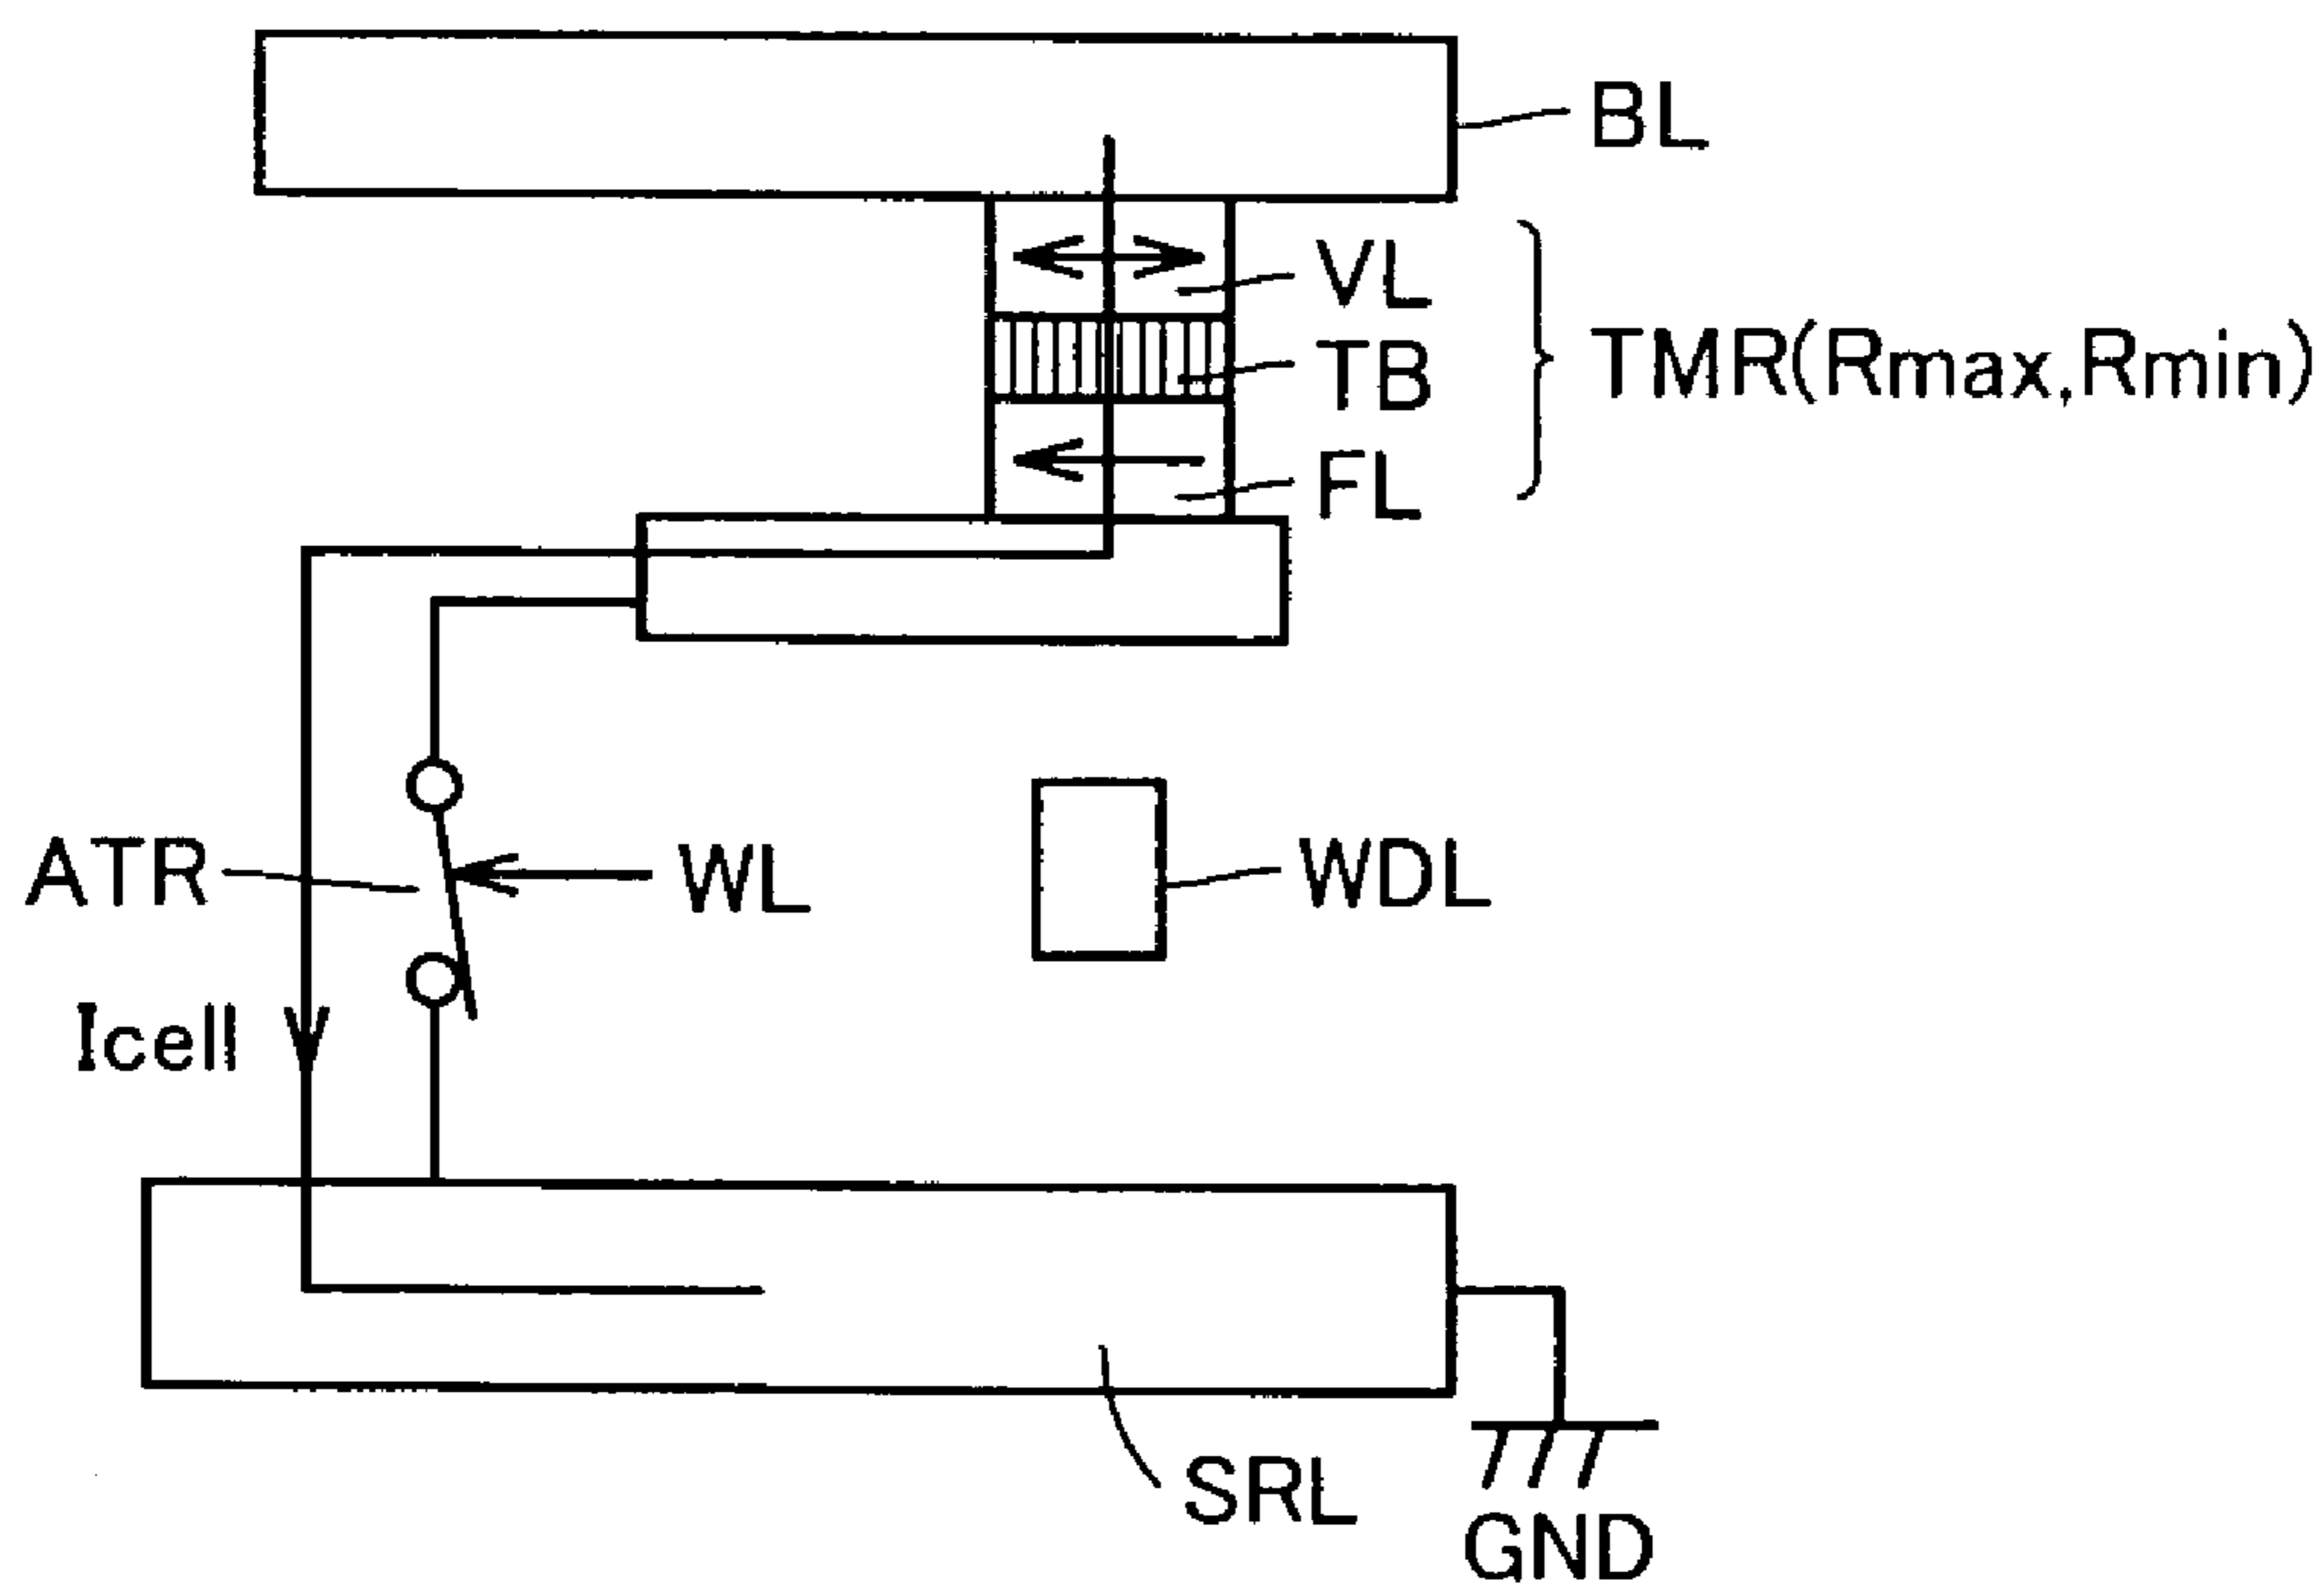 BL
VL
TB
TMR(Rmax,Rmin)
FL
ATR
WL
WDL
Icell
SRL
GND